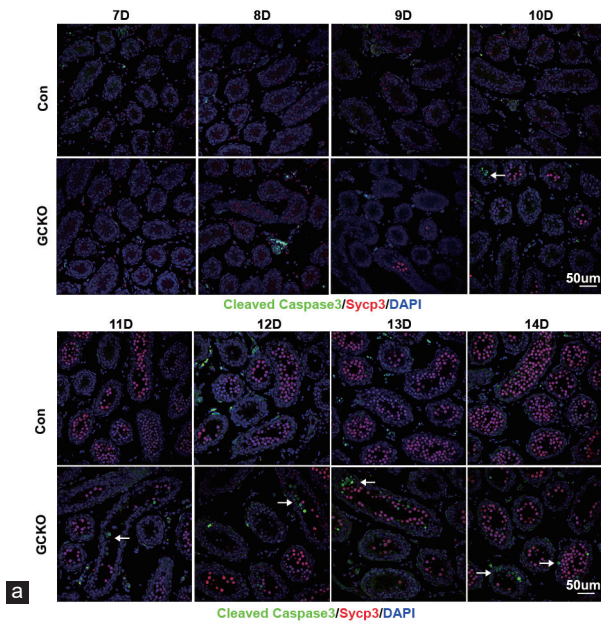 7D 8D 9D 10D
Con
GCKO
50um
Cleaved Caspase3/Sycp3/DAPI
11D 12D 13D 14D
Con
GCKO
50um
a
Cleaved Caspase3/Sycp3/DAPI